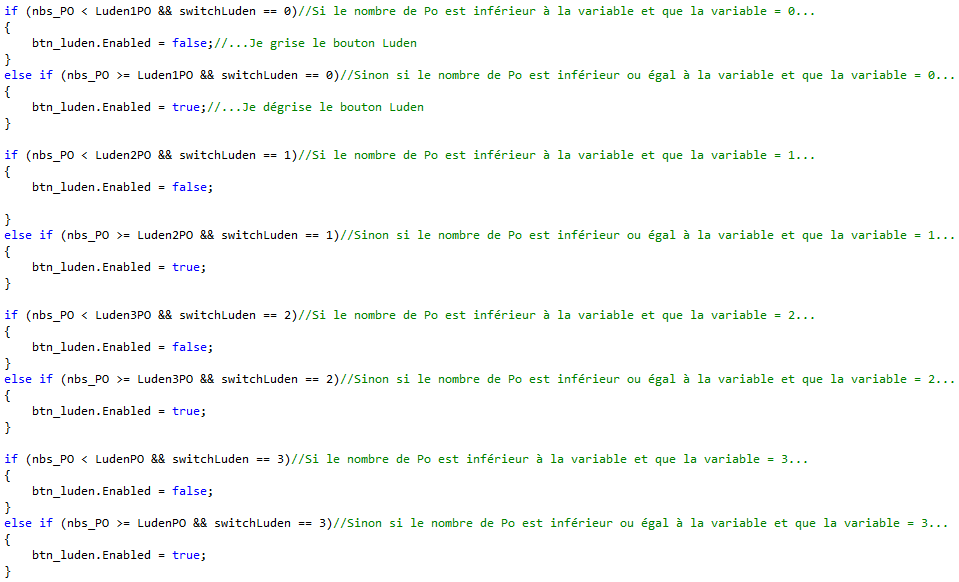 if (nbs_PO < Luden1PO && switchLuden == 0)//Si le nombre de Po est inférieur à la variable et que la variable = 0...
{
    btn_luden.Enabled = false;//...Je grise le bouton Luden
}
else if (nbs_PO >= Luden1PO && switchLuden == 0)//Sinon si le nombre de Po est inférieur ou égal à la variable et que la variable = 0...
{
    btn_luden.Enabled = true;//...Je dégrise le bouton Luden
}

if (nbs_PO < Luden2PO && switchLuden == 1)//Si le nombre de Po est inférieur à la variable et que la variable = 1...
{
    btn_luden.Enabled = false;

}
else if (nbs_PO >= Luden2PO && switchLuden == 1)//Sinon si le nombre de Po est inférieur ou égal à la variable et que la variable = 1...
{
    btn_luden.Enabled = true;
}

if (nbs_PO < Luden3PO && switchLuden == 2)//Si le nombre de Po est inférieur à la variable et que la variable = 2...
{
    btn_luden.Enabled = false;
}
else if (nbs_PO >= Luden3PO && switchLuden == 2)//Sinon si le nombre de Po est inférieur ou égal à la variable et que la variable = 2...
{
    btn_luden.Enabled = true;
}

if (nbs_PO < LudenPO && switchLuden == 3)//Si le nombre de Po est inférieur à la variable et que la variable = 3...
{
    btn_luden.Enabled = false;
}
else if (nbs_PO >= LudenPO && switchLuden == 3)//Sinon si le nombre de Po est inférieur ou égal à la variable et que la variable = 3...
{
    btn_luden.Enabled = true;
}